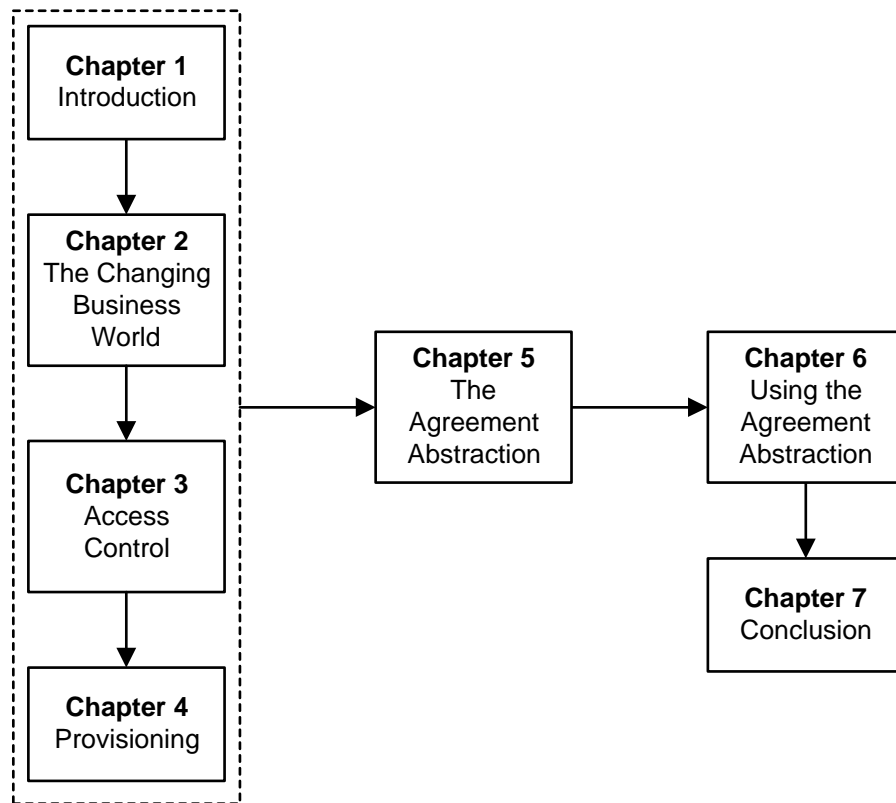 Chapter 1
Introduction
Chapter 2
The Changing
Business
World
Chapter 3
Access
Control
Chapter 4
Provisioning
Chapter 5
The
Agreement
Abstraction
Chapter 6
Using the
Agreement
Abstraction
Chapter 7
Conclusion